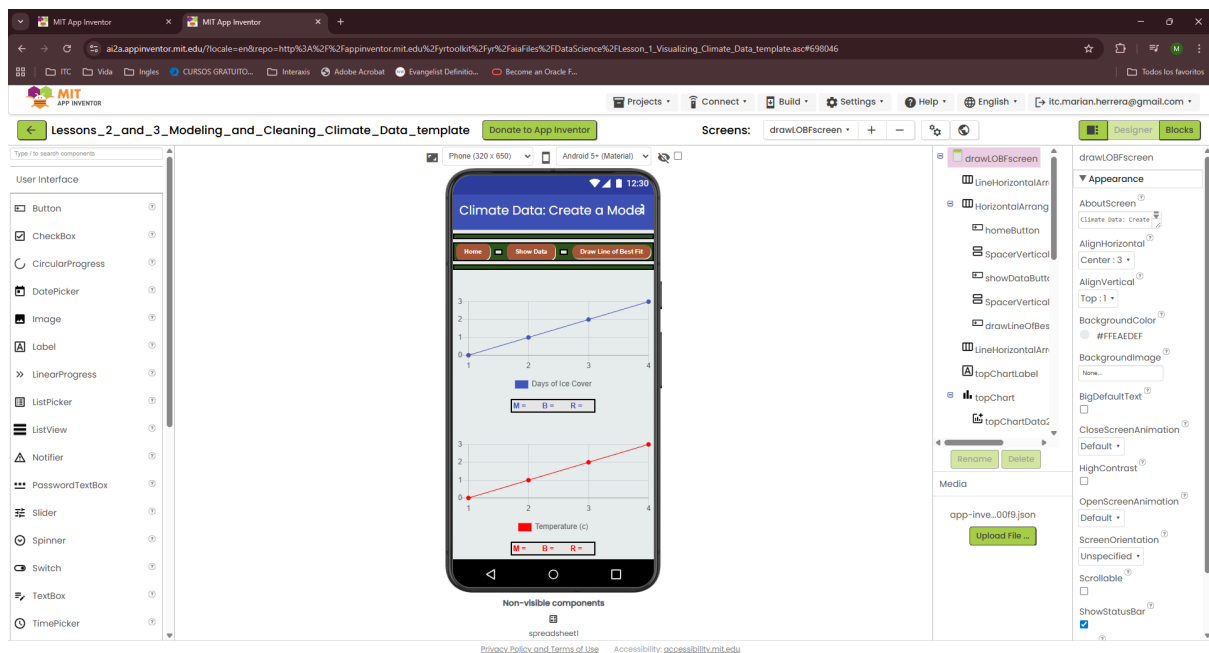 MIT App Inventor
MIT App Inventor
ai2a.appinventor.mit.edu/?locale=en&repo=http%3A%2F%2Fappinventor.mit.edu%2Fyrtoolkit%2Fyr%2FaiaFiles%2FDataScience%2FLesson_1_Visualizing_Climate_Data_template.asc#698046
M
ITC Vida Ingles CURSOS GRATUITO... Interaxis Adobe Acrobat Evangelist Definitio... Become an Oracle F... Todos los favoritos
MIT
APP INVENTOR
Projects Connect Build Settings Help English itc.marian.herrera@gmail.com
Lessons_2_and_3_Modeling_and_Cleaning_Climate_Data_template Donate to App Inventor Screens: drawLOBFscreen + − Designer Blocks
Type / to search components
User Interface
Button
CheckBox
CircularProgress
DatePicker
Image
Label
LinearProgress
ListPicker
ListView
Notifier
PasswordTextBox
Slider
Spinner
Switch
TextBox
TimePicker
Phone (320 x 650) Android 5+ (Material)
12:30
Climate Data: Create a Model
Home Show Data Draw Line of Best Fit
3
2
1
0
1 2 3 4
Days of Ice Cover
M = B = R =
3
2
1
0
1 2 3 4
Temperature (c)
M = B = R =
Non-visible components
spreadsheet1
drawLOBFscreen
LineHorizontalArr
HorizontalArrang
homeButton
SpacerVertical
showDataButto
SpacerVertical
drawLineOfBes
LineHorizontalArr
topChartLabel
topChart
topChartData2
Rename Delete
Media
app-inve...00f9.json
Upload File ...
drawLOBFscreen
Appearance
AboutScreen
Climate Data: Create
AlignHorizontal
Center : 3
AlignVertical
Top : 1
BackgroundColor
#FFEAEDEF
BackgroundImage
None...
BigDefaultText
CloseScreenAnimation
Default
HighContrast
OpenScreenAnimation
Default
ScreenOrientation
Unspecified
Scrollable
ShowStatusBar
Privacy Policy and Terms of Use Accessibility: accessibility.mit.edu